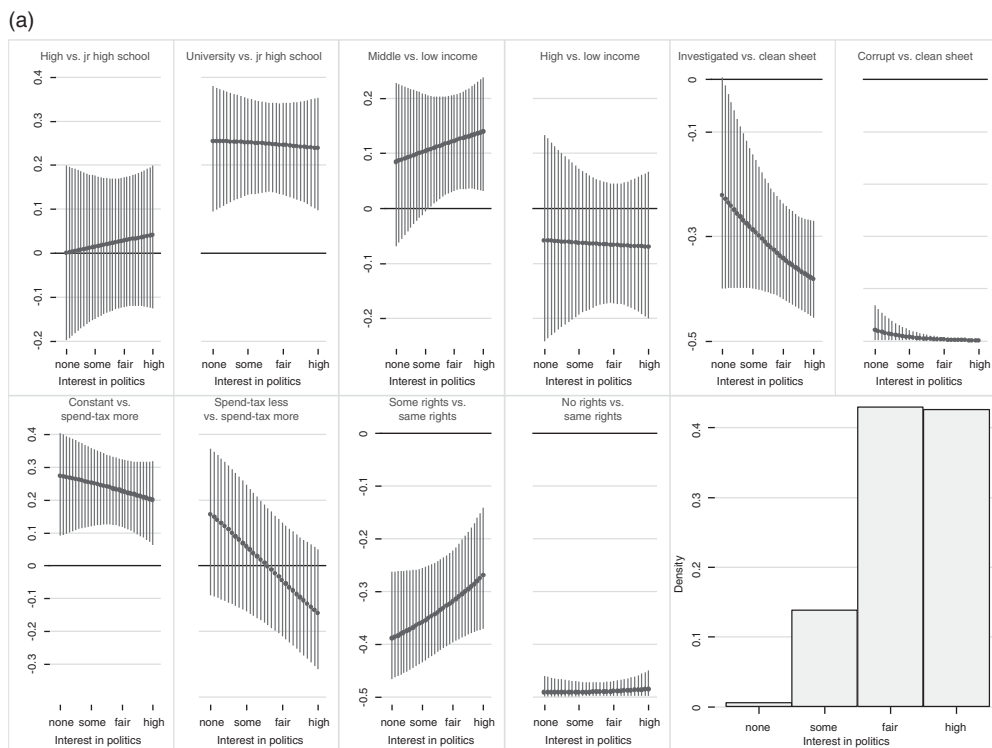 (a)
High vs. jr high school
University vs. jr high school
Middle vs. low income
High vs. low income
Investigated vs. clean sheet
Corrupt vs. clean sheet
0.4
0.3
0.2
0.1
0
-0.1
-0.2
0.2
0.1
0
-0.1
-0.2
0
-0.1
-0.3
-0.5
none some fair high
none some fair high
none some fair high
none some fair high
none some fair high
none some fair high
Interest in politics
Interest in politics
Interest in politics
Interest in politics
Interest in politics
Interest in politics
Constant vs.
spend-tax more
Spend-tax less
vs. spend-tax more
Some rights vs.
same rights
No rights vs.
same rights
0.4
0.3
0.2
0.1
0
-0.1
-0.2
-0.3
0
-0.1
-0.2
-0.3
-0.4
-0.5
Density
0.4
0.3
0.2
0.1
0
none some fair high
none some fair high
none some fair high
none some fair high
none some fair high
Interest in politics
Interest in politics
Interest in politics
Interest in politics
Interest in politics